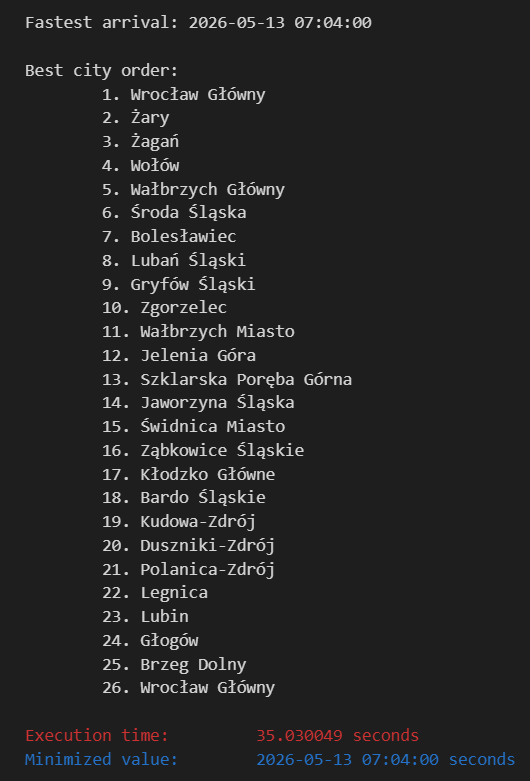 Fastest arrival: 2026-05-13 07:04:00
Best city order:
1. Wrocław Główny
2. Żary
3. Żagań
4. Wołów
5. Wałbrzych Główny
6. Środa Śląska
7. Bolesławiec
8. Lubań Śląski
9. Gryfów Śląski
10. Zgorzelec
11. Wałbrzych Miasto
12. Jelenia Góra
13. Szklarska Poręba Górna
14. Jaworzyna Śląska
15. Świdnica Miasto
16. Ząbkowice Śląskie
17. Kłodzko Główne
18. Bardo Śląskie
19. Kudowa-Zdrój
20. Duszniki-Zdrój
21. Polanica-Zdrój
22. Legnica
23. Lubin
24. Głogów
25. Brzeg Dolny
26. Wrocław Główny
Execution time: 35.030049 seconds
Minimized value: 2026-05-13 07:04:00 seconds